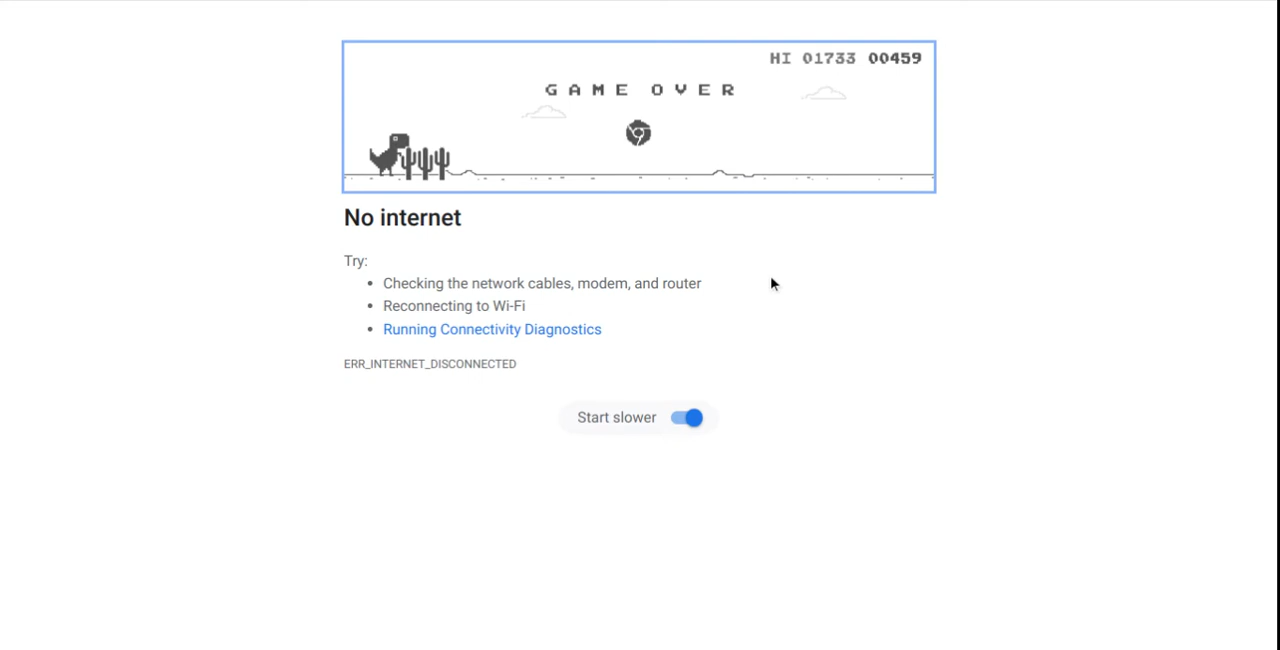 HI 01733 00459
GAME OVER
No internet
Try:
• Checking the network cables, modem, and router
• Reconnecting to Wi-Fi
• Running Connectivity Diagnostics
ERR_INTERNET_DISCONNECTED
Start slower